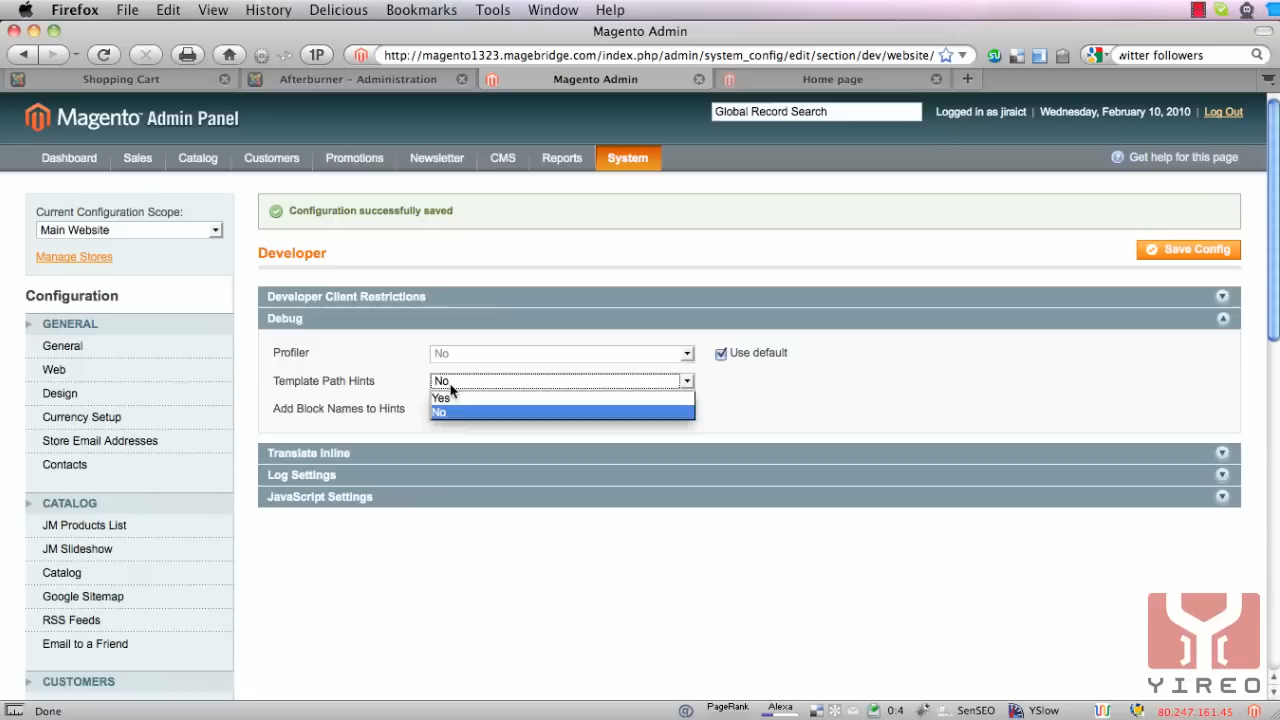 Firefox File Edit View History Delicious Bookmarks Tools Window Help
Magento Admin
1P http://magento1323.magebridge.com/index.php/admin/system_config/edit/section/dev/website/ witter followers
Shopping Cart Afterburner - Administration Magento Admin Home page
Magento Admin Panel Global Record Search Logged in as jiraict | Wednesday, February 10, 2010 | Log Out
Dashboard Sales Catalog Customers Promotions Newsletter CMS Reports System Get help for this page
Current Configuration Scope:
Main Website
Manage Stores
Configuration
GENERAL
General
Web
Design
Currency Setup
Store Email Addresses
Contacts
CATALOG
JM Products List
JM Slideshow
Catalog
Google Sitemap
RSS Feeds
Email to a Friend
CUSTOMERS
Configuration successfully saved
Developer Save Config
Developer Client Restrictions
Debug
Profiler No Use default
Template Path Hints No
Yes
No
Add Block Names to Hints
Translate Inline
Log Settings
JavaScript Settings
YIREO
Done PageRank Alexa 0:4 SenSEO YSlow 80.247.161.45